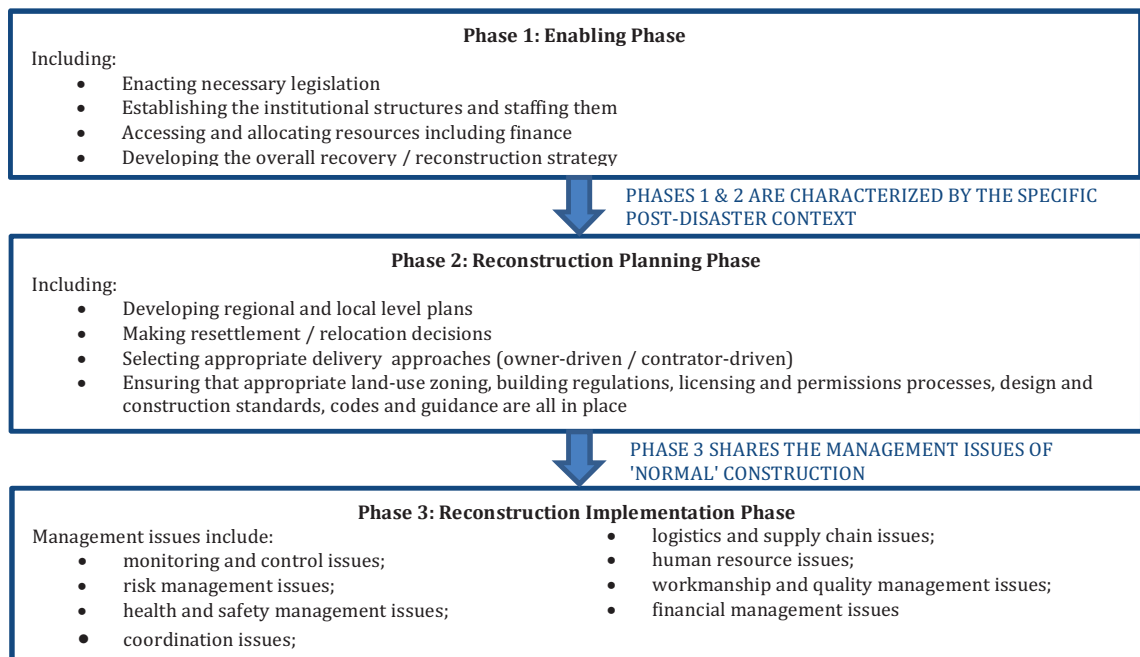 Phase 1: Enabling Phase
Including:
• Enacting necessary legislation
• Establishing the institutional structures and staffing them
• Accessing and allocating resources including finance
• Developing the overall recovery / reconstruction strategy
PHASES 1 & 2 ARE CHARACTERIZED BY THE SPECIFIC
POST-DISASTER CONTEXT
Phase 2: Reconstruction Planning Phase
Including:
• Developing regional and local level plans
• Making resettlement / relocation decisions
• Selecting appropriate delivery approaches (owner-driven / contrator-driven)
• Ensuring that appropriate land-use zoning, building regulations, licensing and permissions processes, design and
construction standards, codes and guidance are all in place
PHASE 3 SHARES THE MANAGEMENT ISSUES OF
'NORMAL' CONSTRUCTION
Phase 3: Reconstruction Implementation Phase
Management issues include:
• monitoring and control issues;
• risk management issues;
• health and safety management issues;
• coordination issues;
• logistics and supply chain issues;
• human resource issues;
• workmanship and quality management issues;
• financial management issues